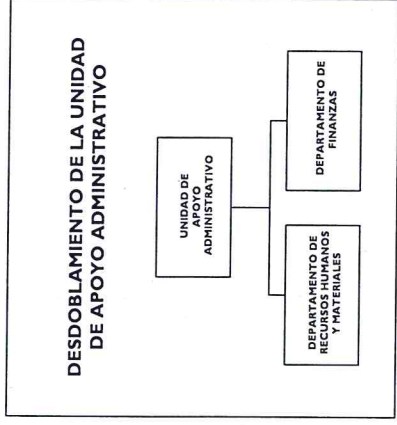 DESDOBLAMIENTO DE LA UNIDAD
DE APOYO ADMINISTRATIVO
UNIDAD DE
APOYO
ADMINISTRATIVO
DEPARTAMENTO DE
RECURSOS HUMANOS
Y MATERIALES
DEPARTAMENTO DE
FINANZAS